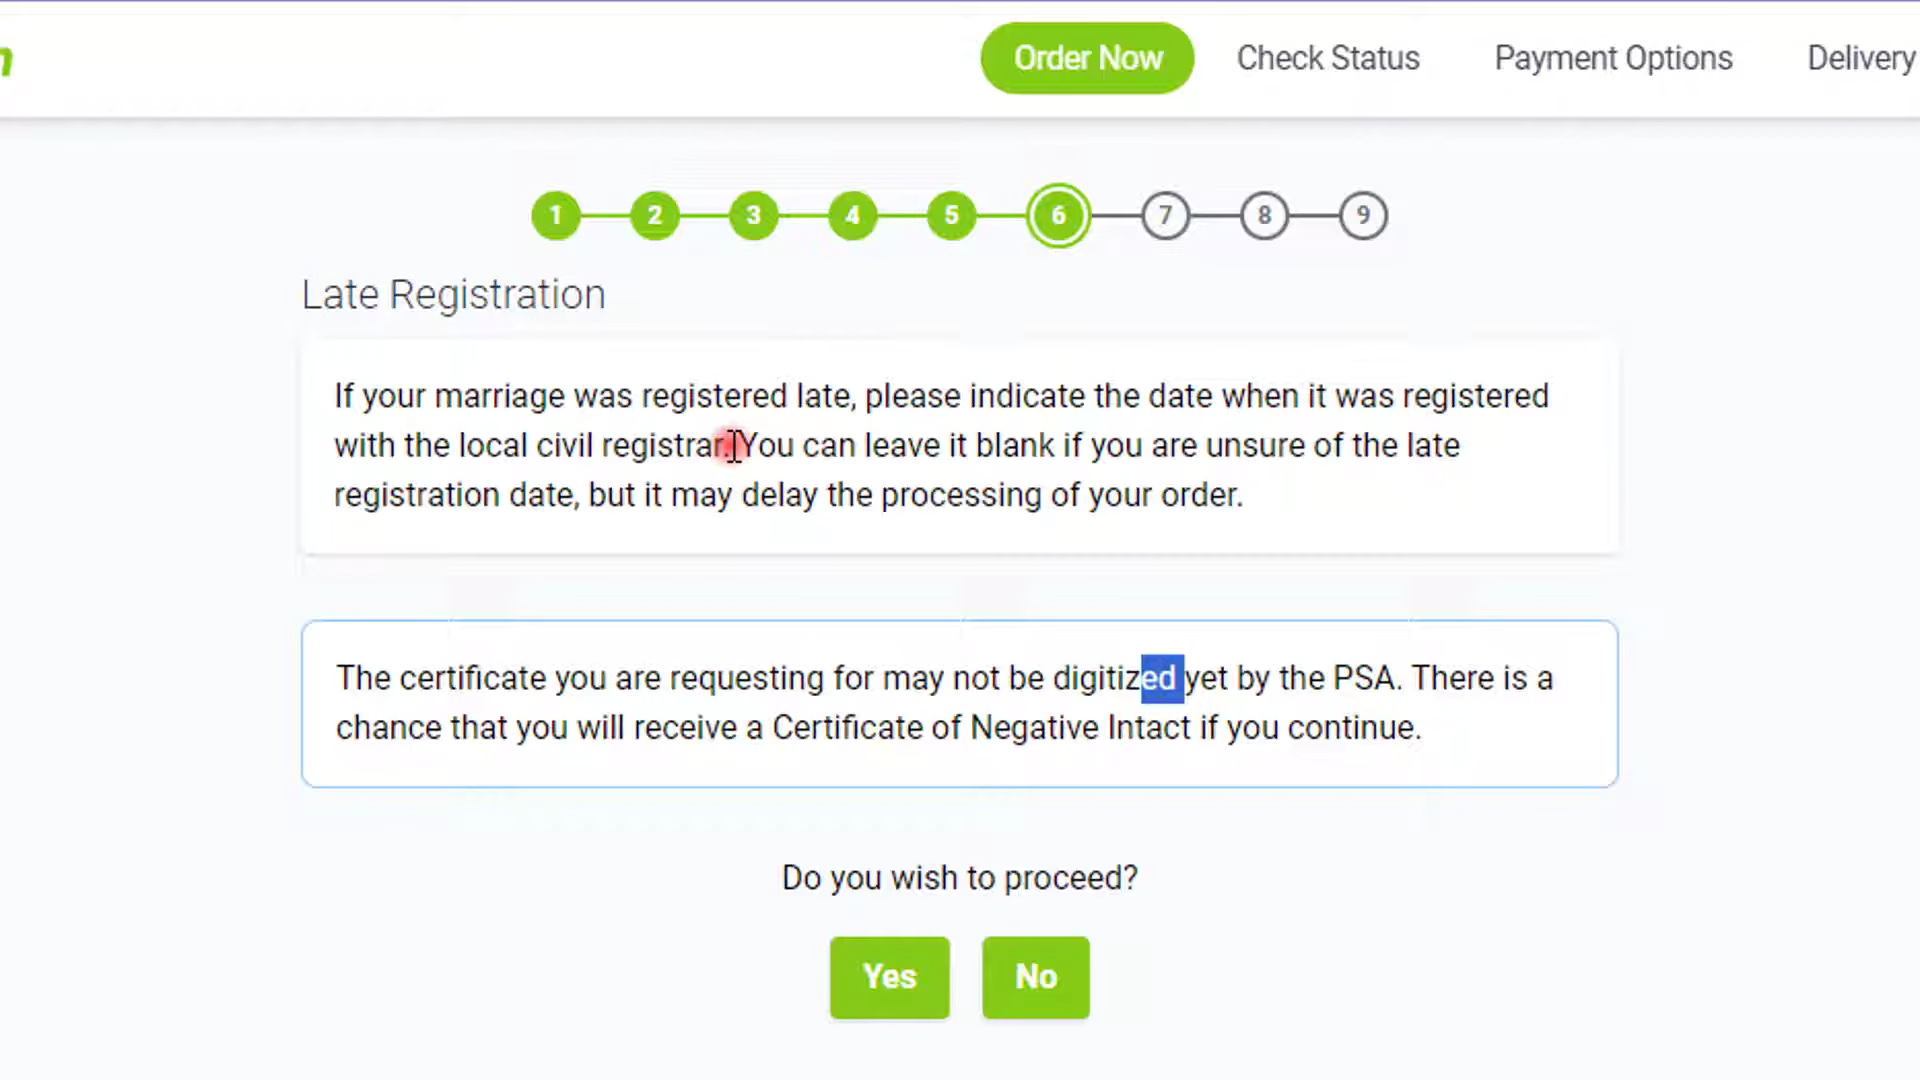 Order Now Check Status Payment Options Delivery
1 2 3 4 5 6 7 8 9
Late Registration
If your marriage was registered late, please indicate the date when it was registered
with the local civil registrar. You can leave it blank if you are unsure of the late
registration date, but it may delay the processing of your order.
The certificate you are requesting for may not be digitized yet by the PSA. There is a
chance that you will receive a Certificate of Negative Intact if you continue.
Do you wish to proceed?
Yes No